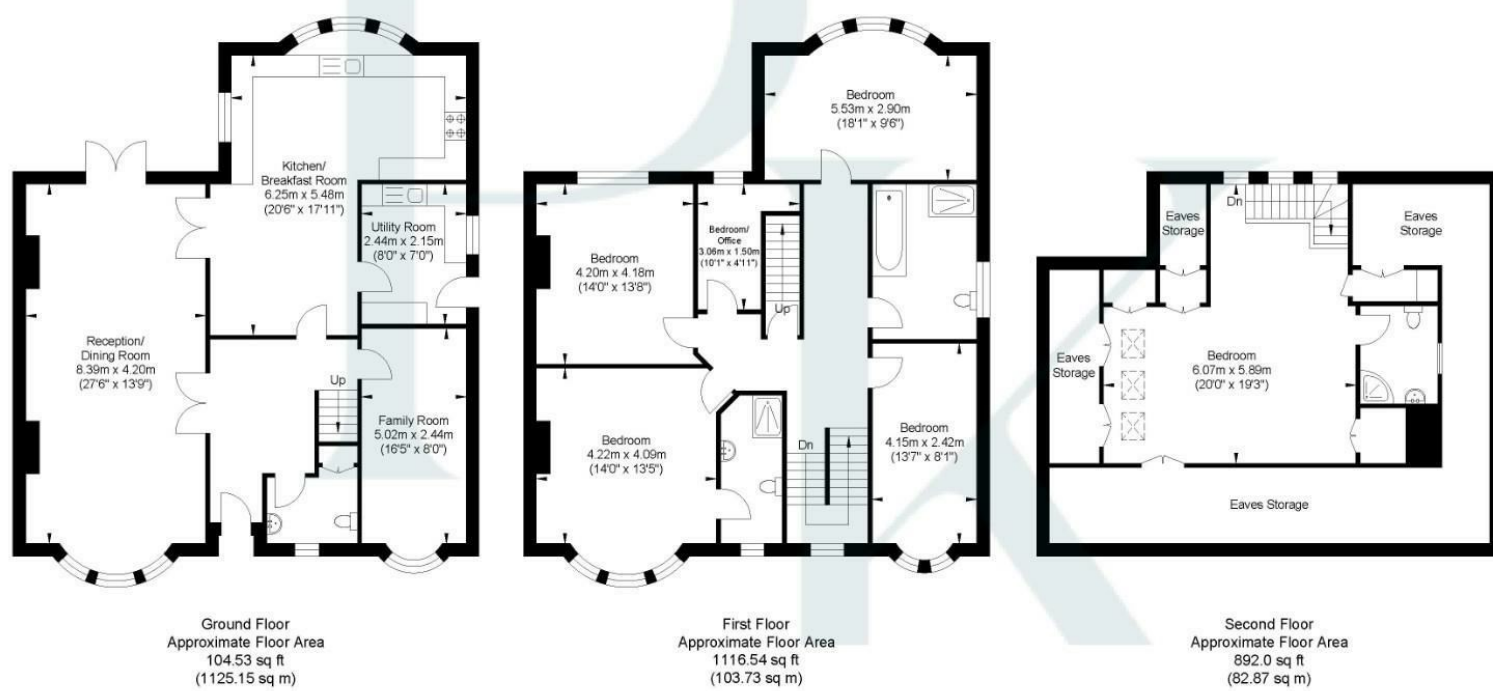 Kitchen/
Breakfast Room
6.25m x 5.48m
(20'6" x 17'11")
Utility Room
2.44m x 2.15m
(8'0" x 7'0")
Reception/
Dining Room
8.39m x 4.20m
(27'6" x 13'9")
Up
Family Room
5.02m x 2.44m
(16'5" x 8'0")
Ground Floor
Approximate Floor Area
104.53 sq ft
(1125.15 sq m)
Bedroom
5.53m x 2.90m
(18'1" x 9'6")
Bedroom
4.20m x 4.18m
(14'0" x 13'8")
Bedroom/
Office
3.06m x 1.50m
(10'1" x 4'11")
Up
Bedroom
4.22m x 4.09m
(14'0" x 13'5")
Dn
Bedroom
4.15m x 2.42m
(13'7" x 8'1")
First Floor
Approximate Floor Area
1116.54 sq ft
(103.73 sq m)
Dn
Eaves
Storage
Eaves
Storage
Eaves
Storage
Bedroom
6.07m x 5.89m
(20'0" x 19'3")
Eaves Storage
Second Floor
Approximate Floor Area
892.0 sq ft
(82.87 sq m)